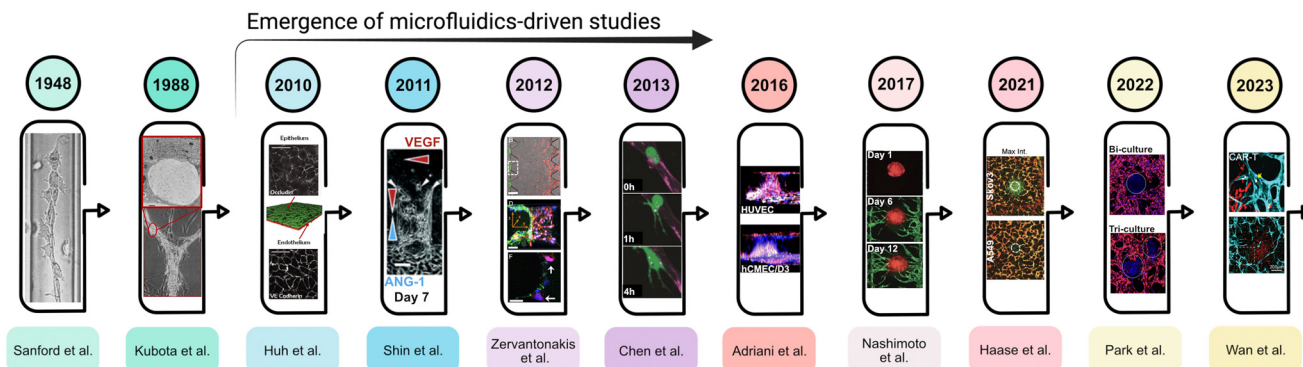 Emergence of microfluidics-driven studies
1948
1988
2010
2011
2012
2013
2016
2017
2021
2022
2023
Epithelium
Occludin
Endothelium
VE Cadherin
VEGF
ANG-1
Day 7
D
F
0h
1h
4h
HUVEC
hCMEC/D3
Day 1
Day 6
Day 12
Max Int.
Skov3
A549
Bi-culture
Tri-culture
CAR-T
Sanford et al.
Kubota et al.
Huh et al.
Shin et al.
Zervantonakis
et al.
Chen et al.
Adriani et al.
Nashimoto
et al.
Haase et al.
Park et al.
Wan et al.